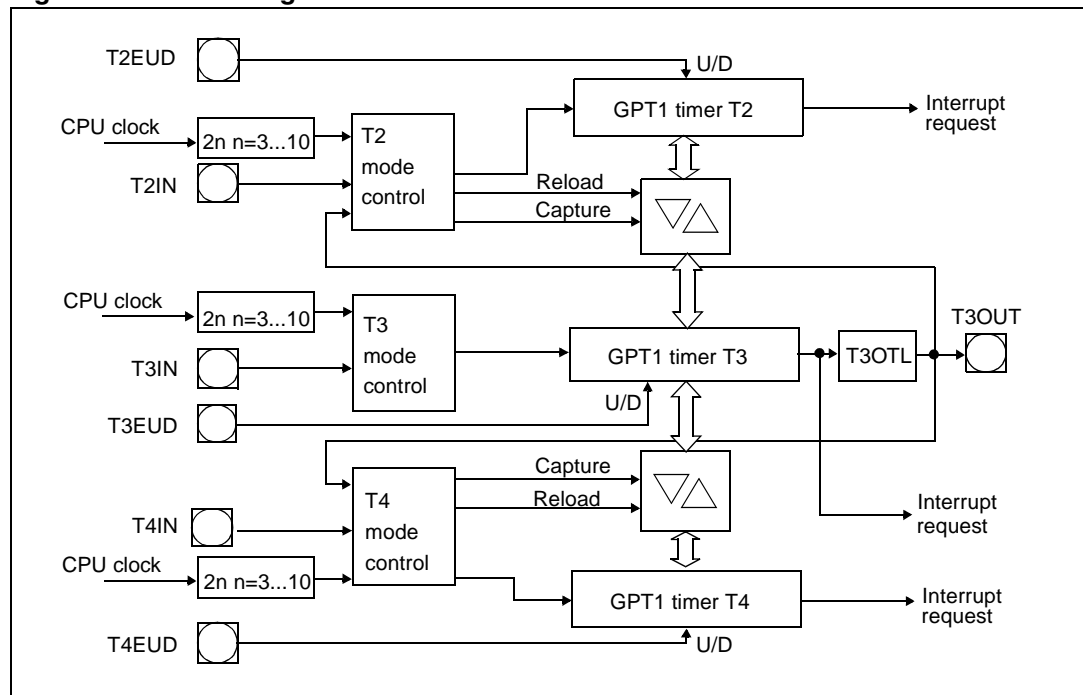 T2EUD
U/D
GPT1 timer T2
Interrupt
request
CPU clock
2n n=3...10
T2
mode
control
T2IN
Reload
Capture
CPU clock
2n n=3...10
T3
mode
control
T3IN
T3EUD
GPT1 timer T3
U/D
T3OTL
T3OUT
Capture
Reload
T4
mode
control
T4IN
CPU clock
2n n=3...10
Interrupt
request
GPT1 timer T4
Interrupt
request
T4EUD
U/D